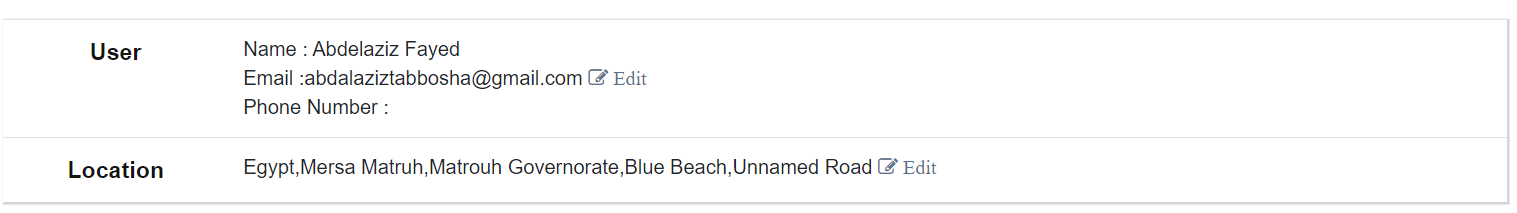 User
Name : Abdelaziz Fayed
Email :abdalaziztabbosha@gmail.com Edit
Phone Number :
Location
Egypt,Mersa Matruh,Matrouh Governorate,Blue Beach,Unnamed Road Edit